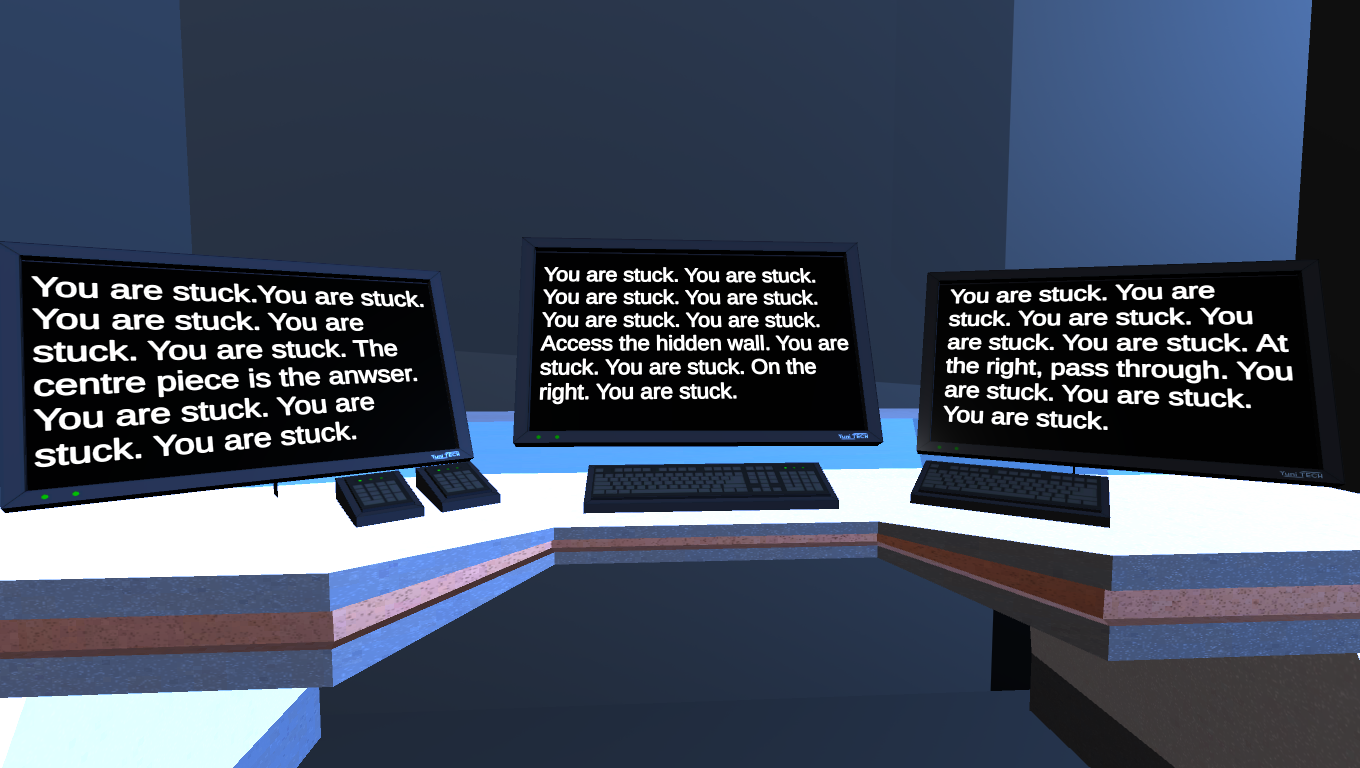 You are stuck.You are stuck.
You are stuck. You are
stuck. You are stuck. The
centre piece is the anwser.
You are stuck. You are
stuck. You are stuck.
YumiTECH
You are stuck. You are stuck.
You are stuck. You are stuck.
You are stuck. You are stuck.
Access the hidden wall. You are
stuck. You are stuck. On the
right. You are stuck.
YumiTECH
You are stuck. You are
stuck. You are stuck. You
are stuck. You are stuck. At
the right, pass through. You
are stuck. You are stuck.
You are stuck.
YumiTECH